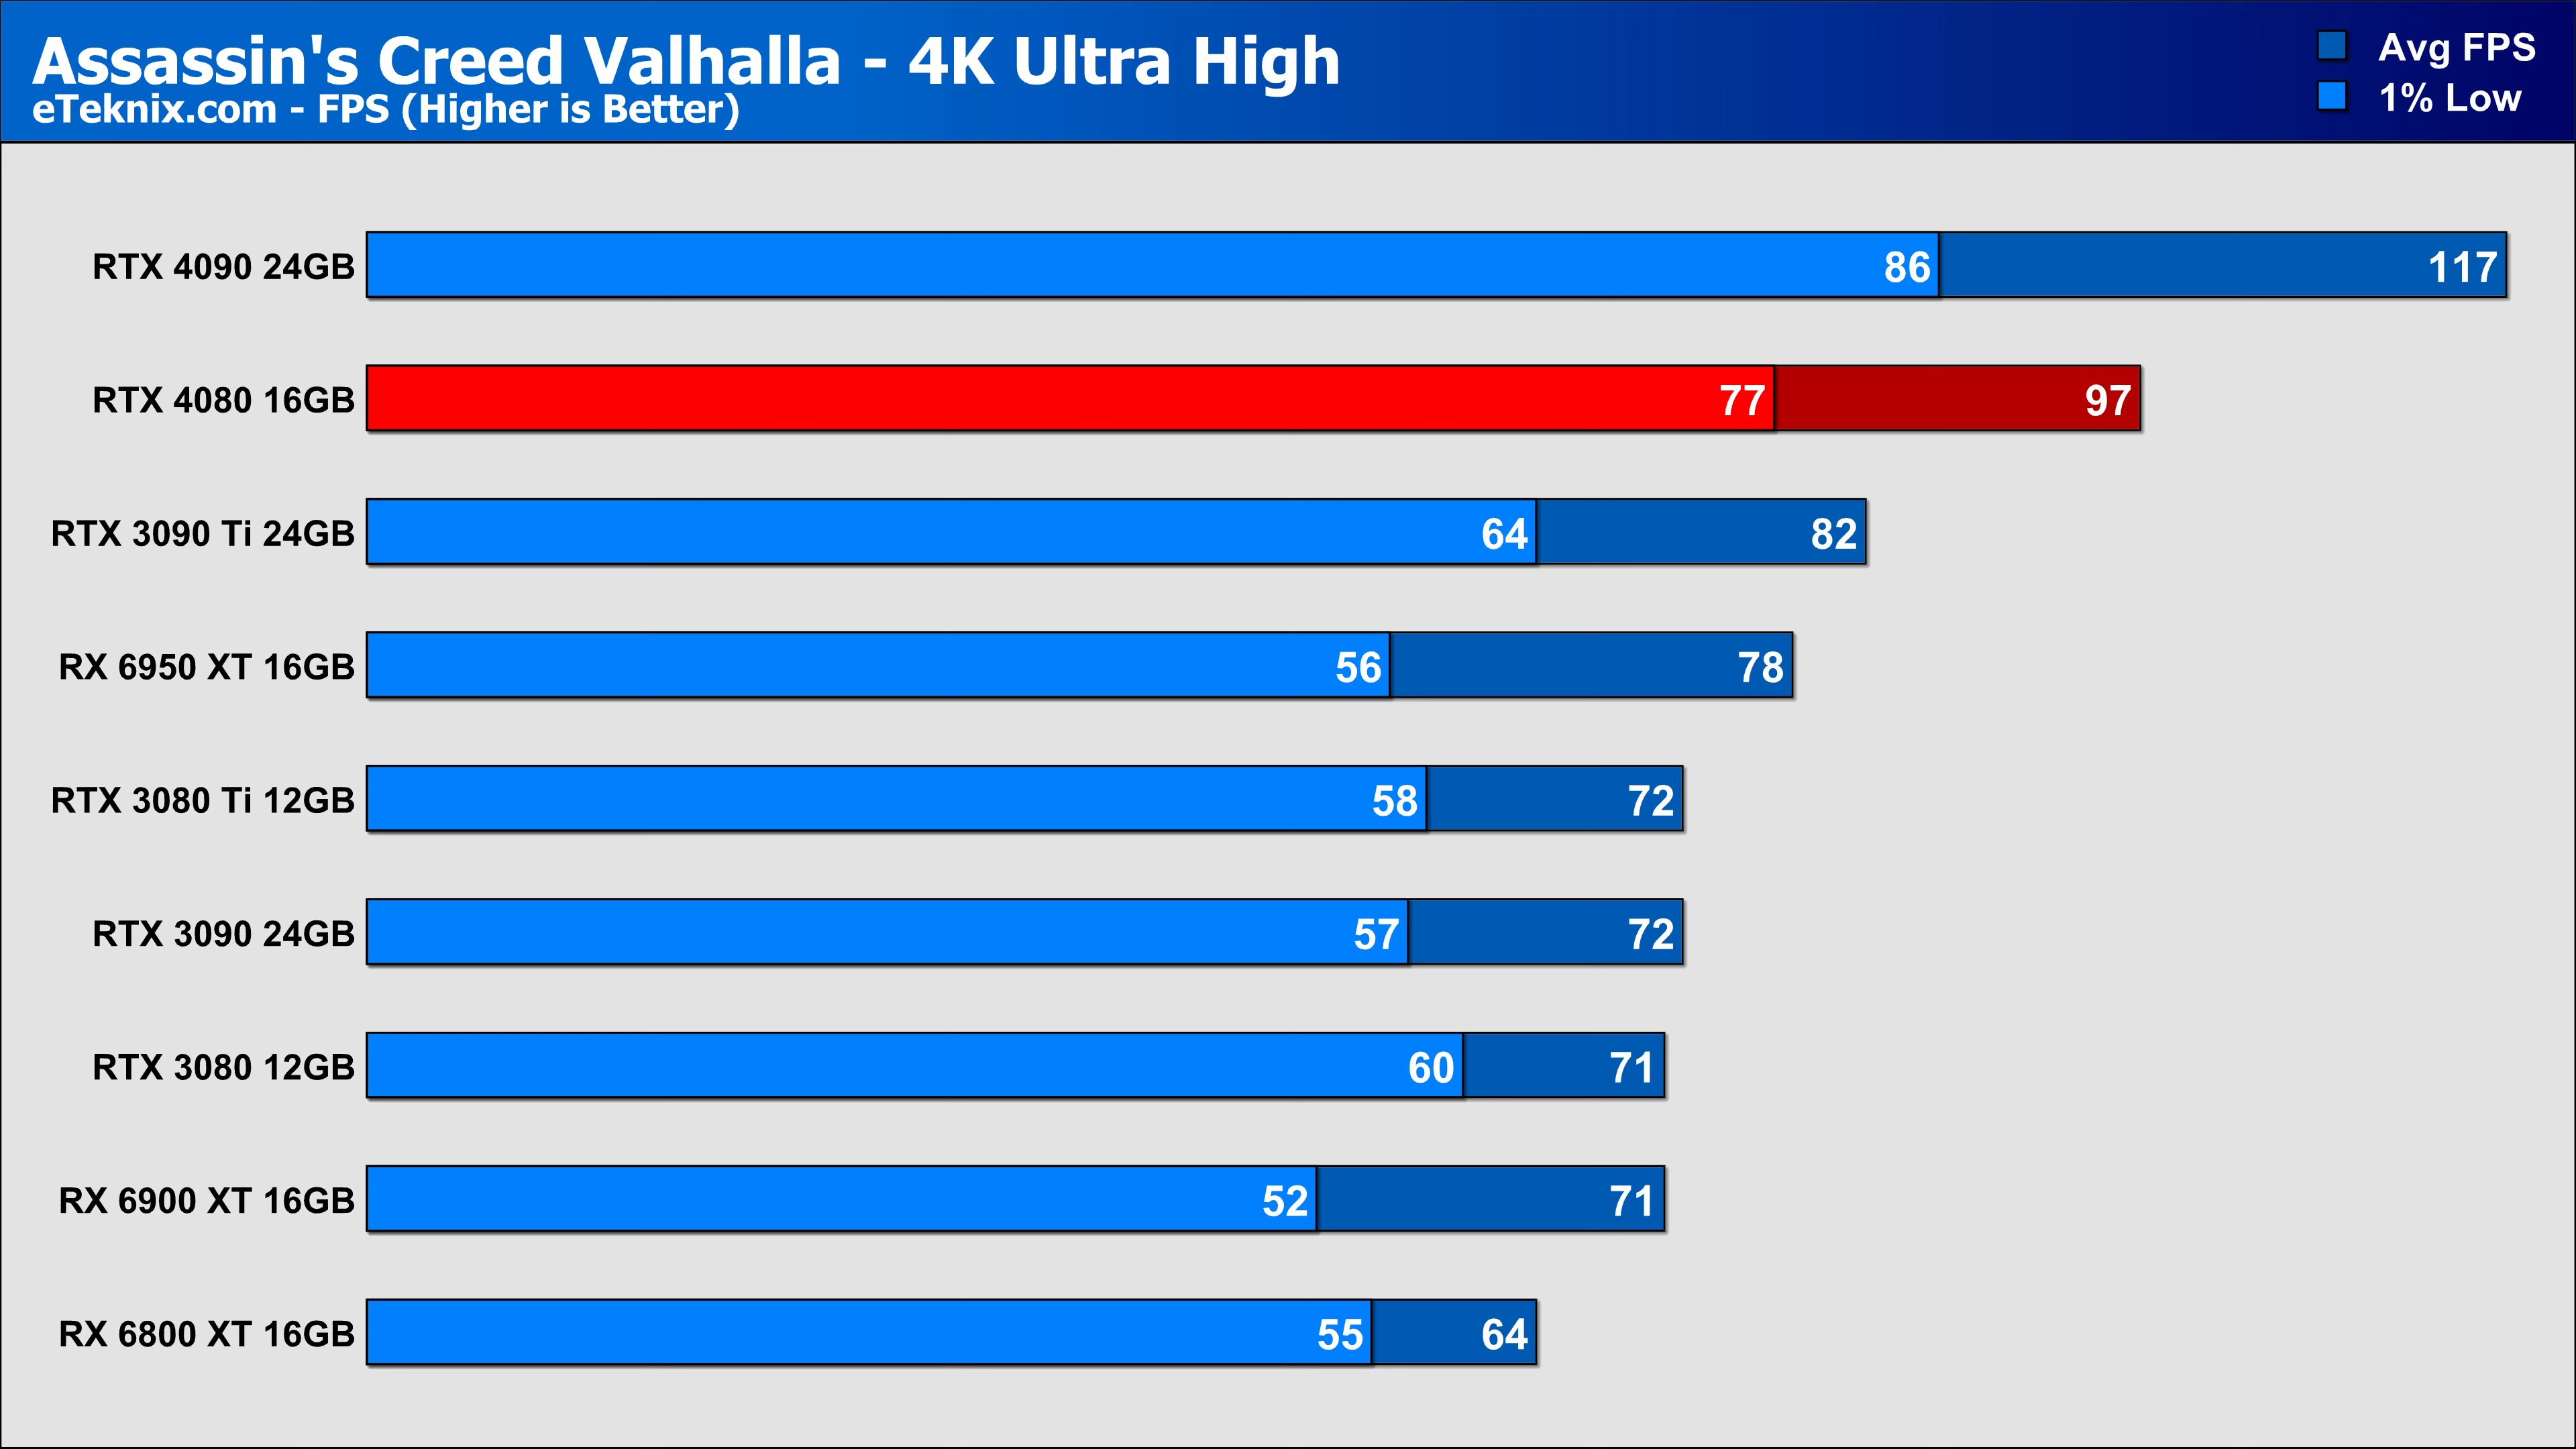 Assassin's Creed Valhalla - 4K Ultra High
eTeknix.com - FPS (Higher is Better)
Avg FPS
1% Low
RTX 4090 24GB 86 117
RTX 4080 16GB 77 97
RTX 3090 Ti 24GB 64 82
RX 6950 XT 16GB 56 78
RTX 3080 Ti 12GB 58 72
RTX 3090 24GB 57 72
RTX 3080 12GB 60 71
RX 6900 XT 16GB 52 71
RX 6800 XT 16GB 55 64